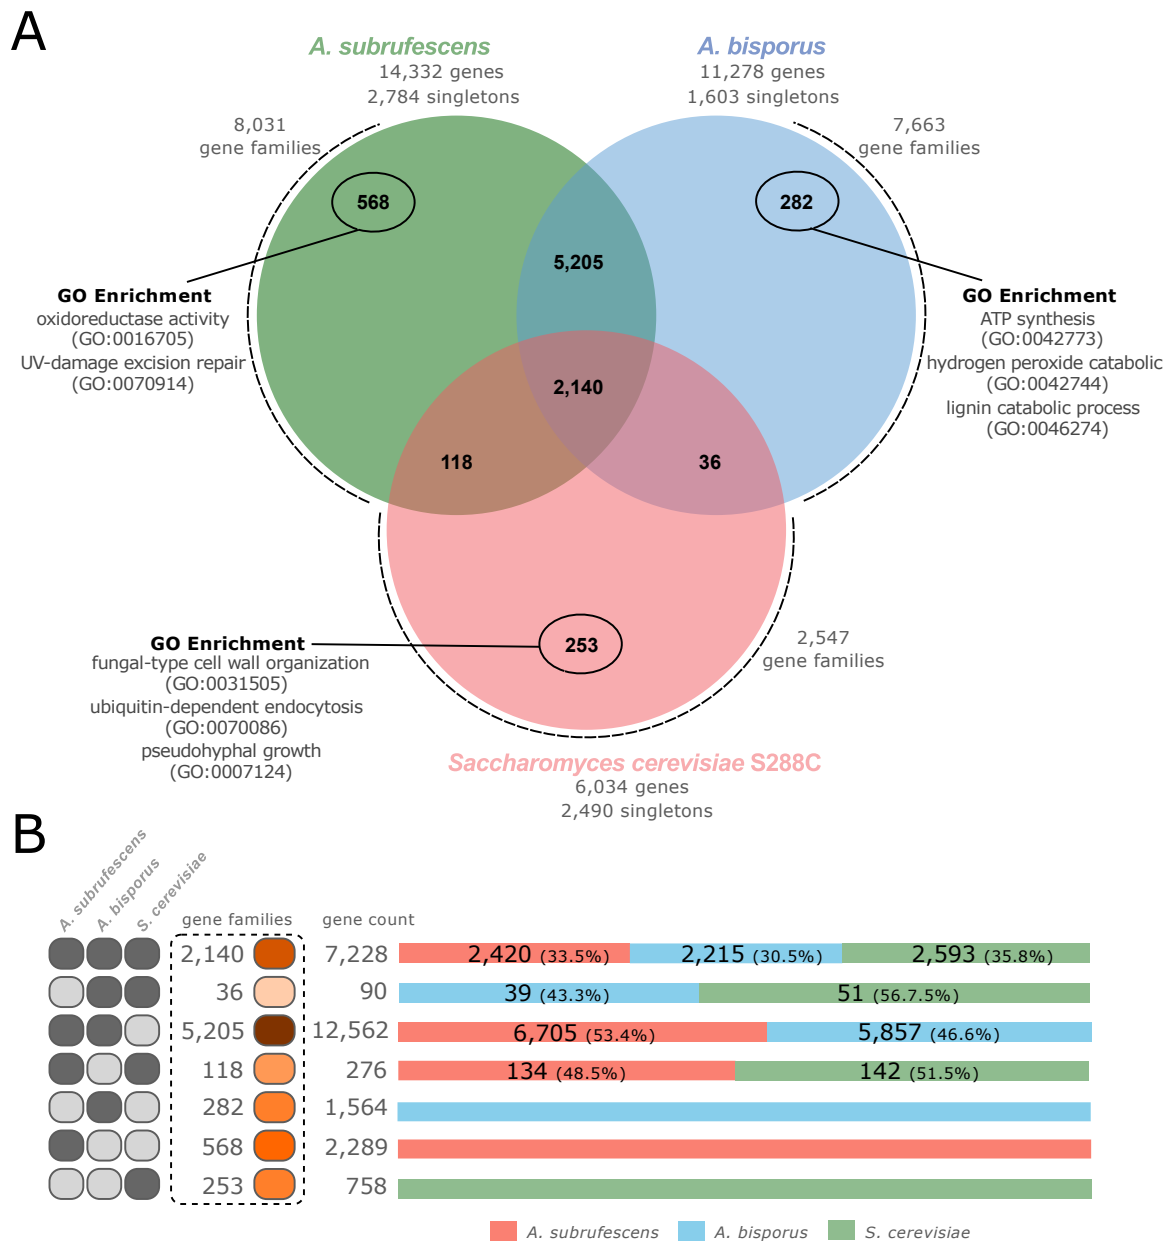 A
A. subrufescens
14,332 genes
2,784 singletons
A. bisporus
11,278 genes
1,603 singletons
8,031
gene families
7,663
gene families
568
282
5,205
GO Enrichment
oxidoreductase activity
(GO:0016705)
UV-damage excision repair
(GO:0070914)
GO Enrichment
ATP synthesis
(GO:0042773)
hydrogen peroxide catabolic
(GO:0042744)
lignin catabolic process
(GO:0046274)
2,140
118
36
GO Enrichment
fungal-type cell wall organization
(GO:0031505)
ubiquitin-dependent endocytosis
(GO:0070086)
pseudohyphal growth
(GO:0007124)
253
2,547
gene families
Saccharomyces cerevisiae S288C
6,034 genes
2,490 singletons
B
A. subrufescens
A. bisporus
S. cerevisiae
gene families
gene count
2,140 7,228 2,420 (33.5%) 2,215 (30.5%) 2,593 (35.8%)
36 90 39 (43.3%) 51 (56.7.5%)
5,205 12,562 6,705 (53.4%) 5,857 (46.6%)
118 276 134 (48.5%) 142 (51.5%)
282 1,564
568 2,289
253 758
A. subrufescens A. bisporus S. cerevisiae